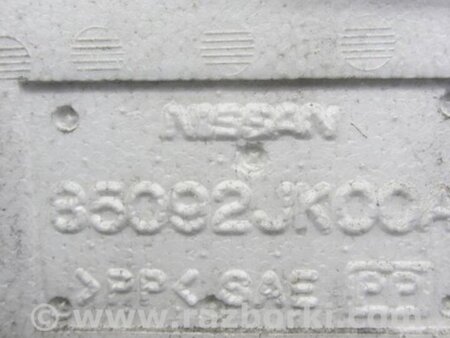 NISSAN
85092JK00A
>PP< SAE PP
© www.razborki.com